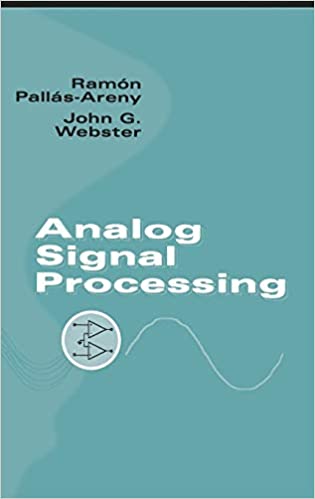 Ramón
Pallás-Areny
John G.
Webster
Analog
Signal
Processing